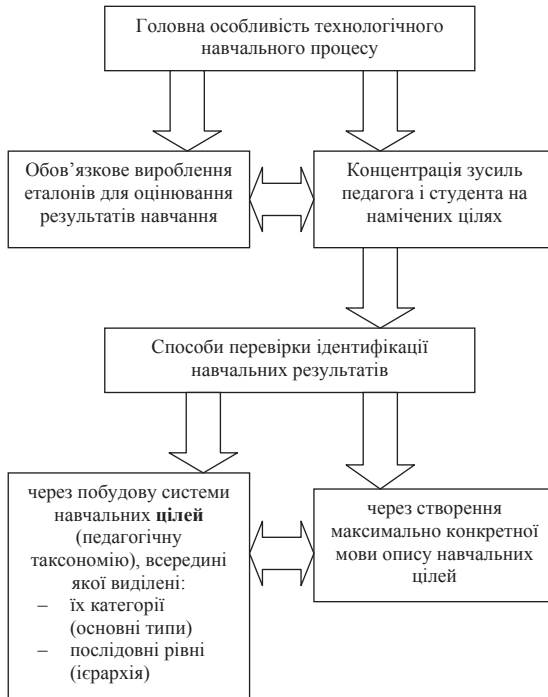 Головна особливість технологічного
навчального процесу
Обов’язкове вироблення
еталонів для оцінювання
результатів навчання
Концентрація зусиль
педагога і студента на
намічених цілях
Способи перевірки ідентифікації
навчальних результатів
через побудову системи
навчальних цілей
(педагогічну
таксономію), всередині
якої виділені:
– їх категорії
(основні типи)
– послідовні рівні
(ієрархія)
через створення
максимально конкретної
мови опису навчальних
цілей